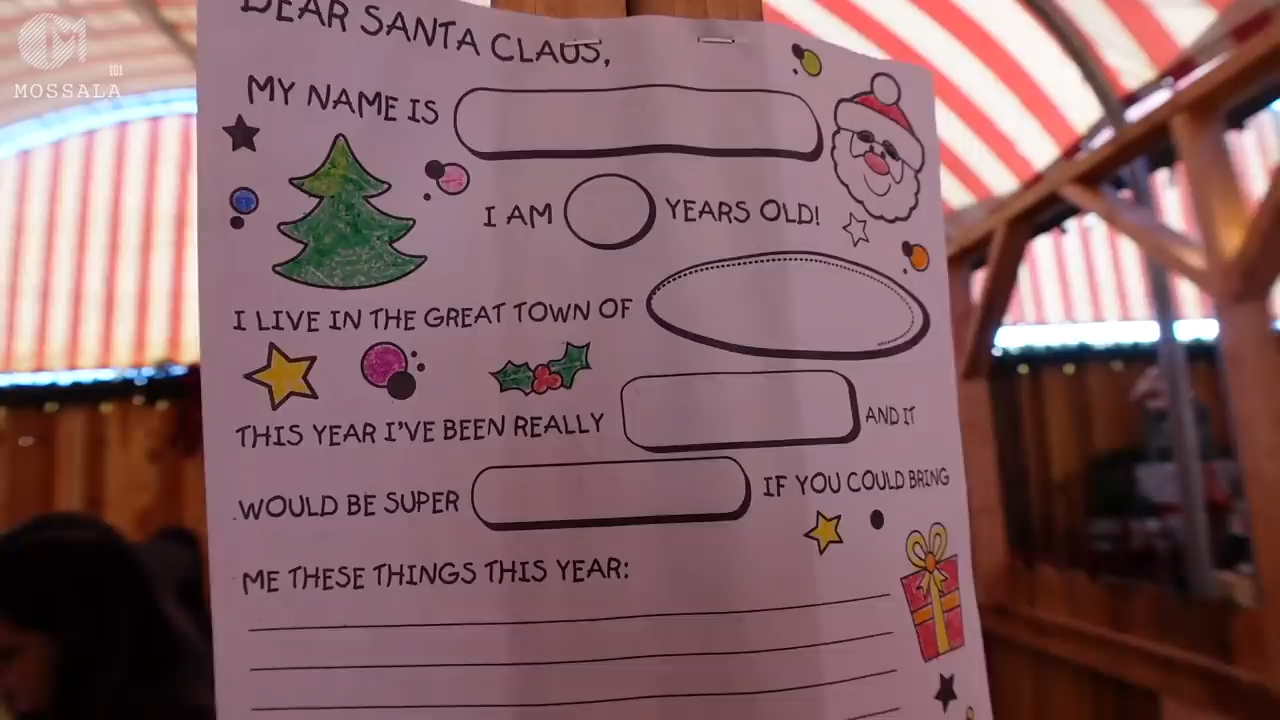 DEAR SANTA CLAUS,
MY NAME IS
I AM YEARS OLD!
I LIVE IN THE GREAT TOWN OF
THIS YEAR I'VE BEEN REALLY AND IT
WOULD BE SUPER IF YOU COULD BRING
ME THESE THINGS THIS YEAR:
MOSSALA
101